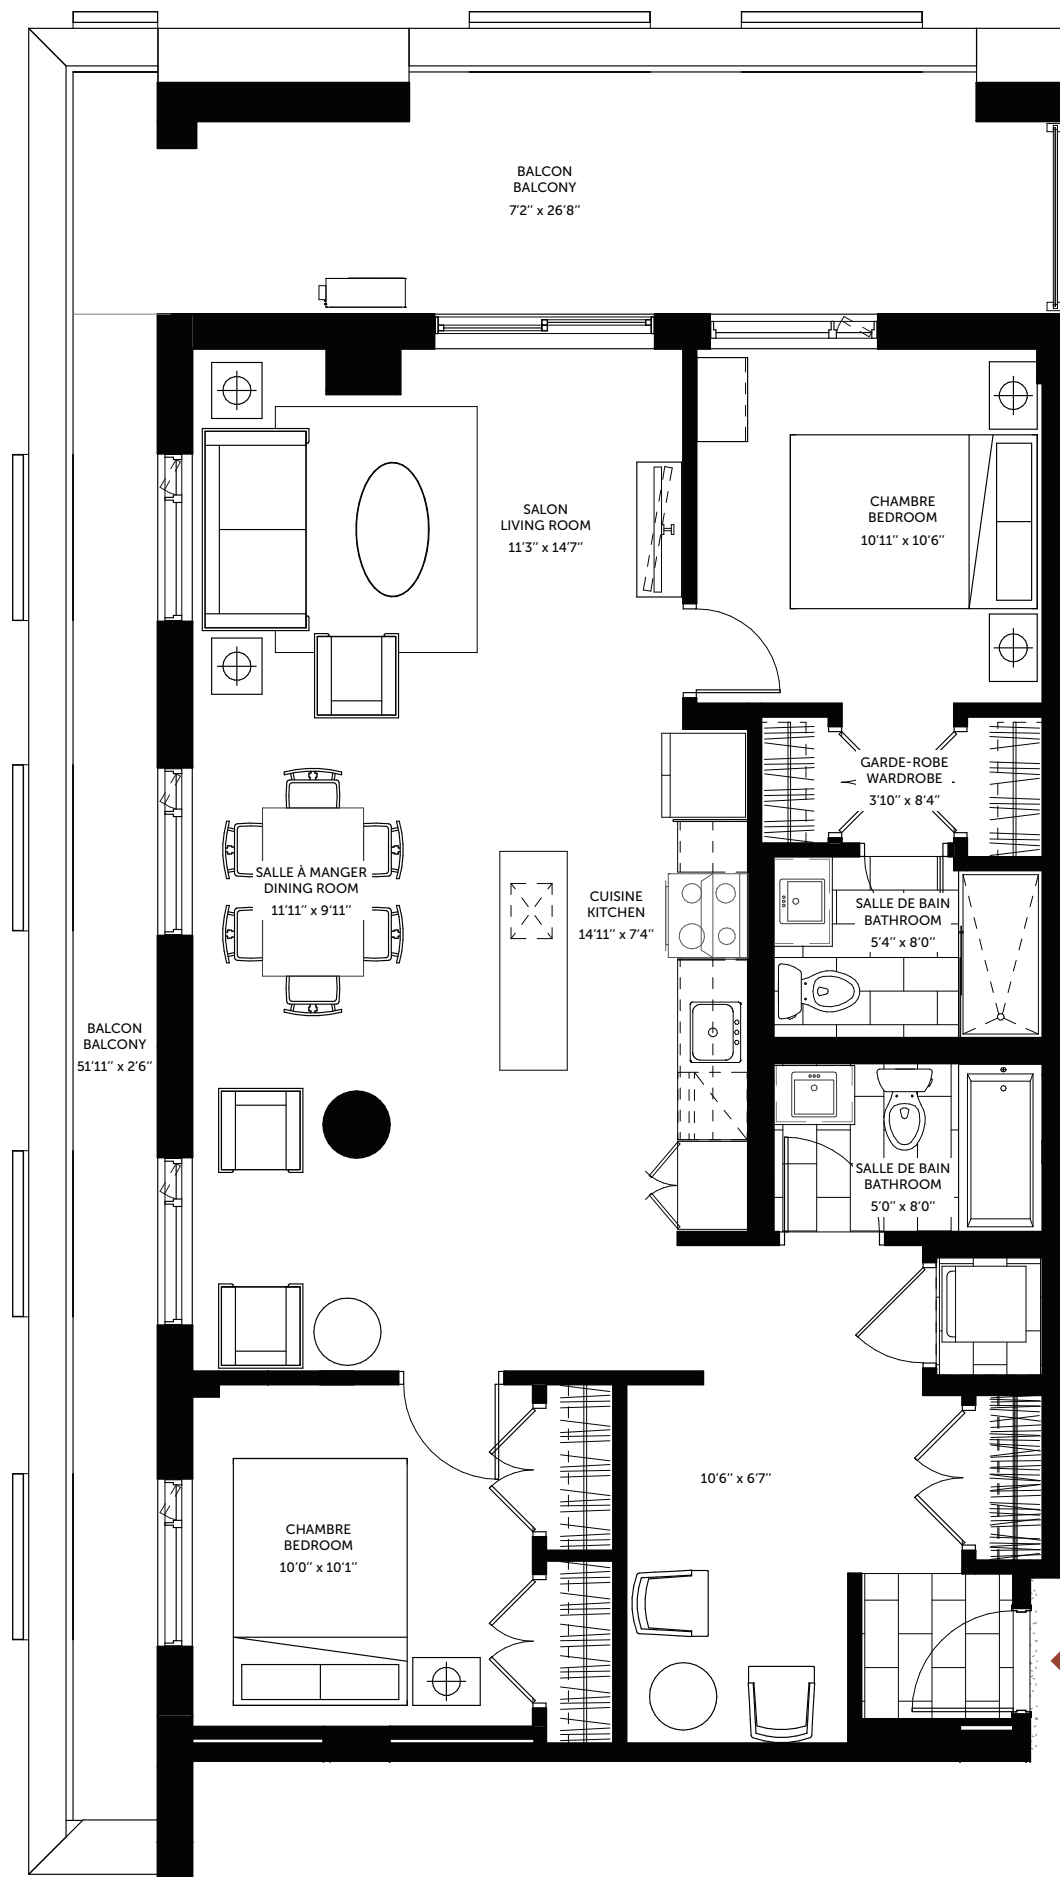 BALCON
BALCONY
7'2'' x 26'8''
SALON
LIVING ROOM
11'3'' x 14'7''
CHAMBRE
BEDROOM
10'11'' x 10'6''
GARDE-ROBE
WARDROBE
3'10'' x 8'4''
SALLE À MANGER
DINING ROOM
11'11'' x 9'11''
CUISINE
KITCHEN
14'11'' x 7'4''
SALLE DE BAIN
BATHROOM
5'4'' x 8'0''
BALCON
BALCONY
51'11'' x 2'6''
SALLE DE BAIN
BATHROOM
5'0'' x 8'0''
10'6'' x 6'7''
CHAMBRE
BEDROOM
10'0'' x 10'1''